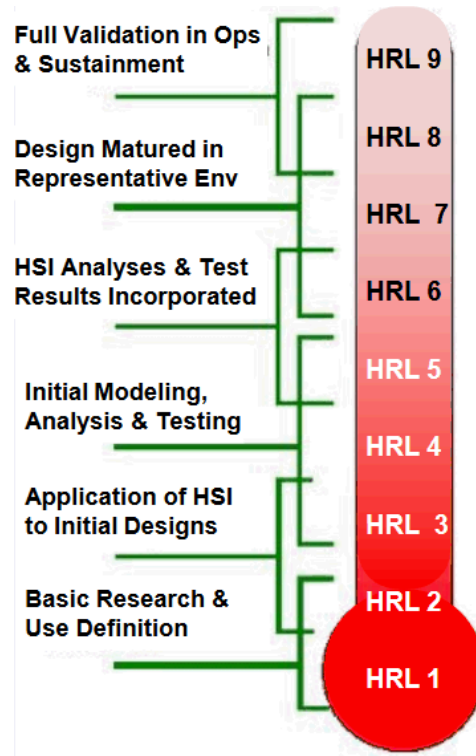 Full Validation in Ops
& Sustainment
Design Matured in
Representative Env
HSI Analyses & Test
Results Incorporated
Initial Modeling,
Analysis & Testing
Application of HSI
to Initial Designs
Basic Research &
Use Definition
HRL 9
HRL 8
HRL 7
HRL 6
HRL 5
HRL 4
HRL 3
HRL 2
HRL 1